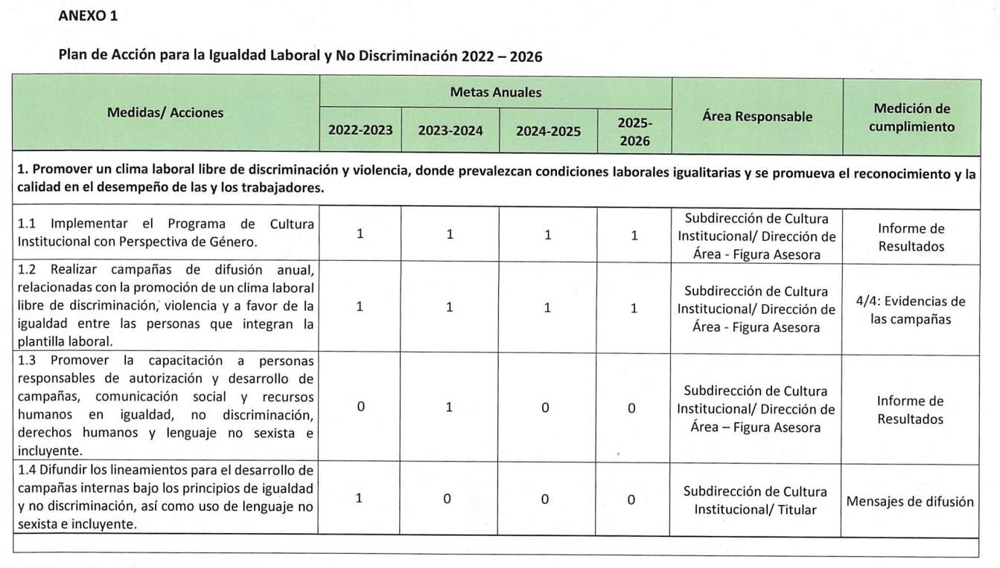 ANEXO 1
Plan de Acción para la Igualdad Laboral y No Discriminación 2022 – 2026
Medidas/ Acciones
Metas Anuales
Área Responsable
Medición de
cumplimiento
2022-2023
2023-2024
2024-2025
2025-
2026
1. Promover un clima laboral libre de discriminación y violencia, donde prevalezcan condiciones laborales igualitarias y se promueva el reconocimiento y la
calidad en el desempeño de las y los trabajadores.
1.1 Implementar el Programa de Cultura
Institucional con Perspectiva de Género.
1
1
1
1
Subdirección de Cultura
Institucional/ Dirección de
Área - Figura Asesora
Informe de
Resultados
1.2 Realizar campañas de difusión anual,
relacionadas con la promoción de un clima laboral
libre de discriminación, violencia y a favor de la
igualdad entre las personas que integran la
plantilla laboral.
1
1
1
1
Subdirección de Cultura
Institucional/ Dirección de
Área - Figura Asesora
4/4: Evidencias de
las campañas
1.3 Promover la capacitación a personas
responsables de autorización y desarrollo de
campañas, comunicación social y recursos
humanos en igualdad, no discriminación,
derechos humanos y lenguaje no sexista e
incluyente.
0
1
0
0
Subdirección de Cultura
Institucional/ Dirección de
Área – Figura Asesora
Informe de
Resultados
1.4 Difundir los lineamientos para el desarrollo de
campañas internas bajo los principios de igualdad
y no discriminación, así como uso de lenguaje no
sexista e incluyente.
1
0
0
0
Subdirección de Cultura
Institucional/ Titular
Mensajes de difusión